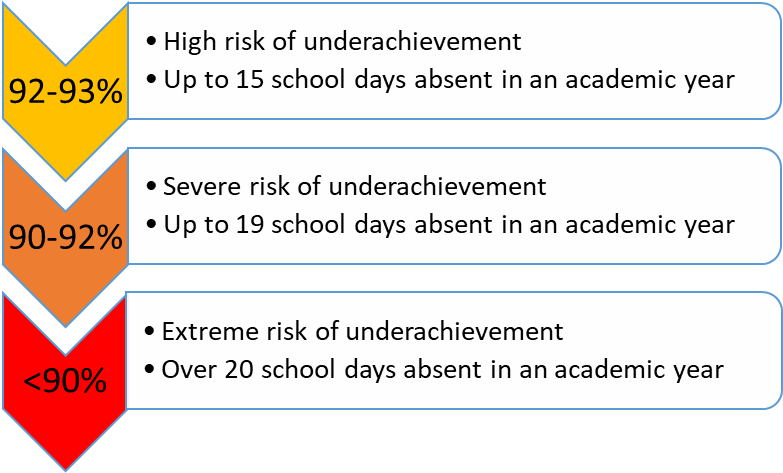 92-93%
• High risk of underachievement
• Up to 15 school days absent in an academic year
90-92%
• Severe risk of underachievement
• Up to 19 school days absent in an academic year
<90%
• Extreme risk of underachievement
• Over 20 school days absent in an academic year